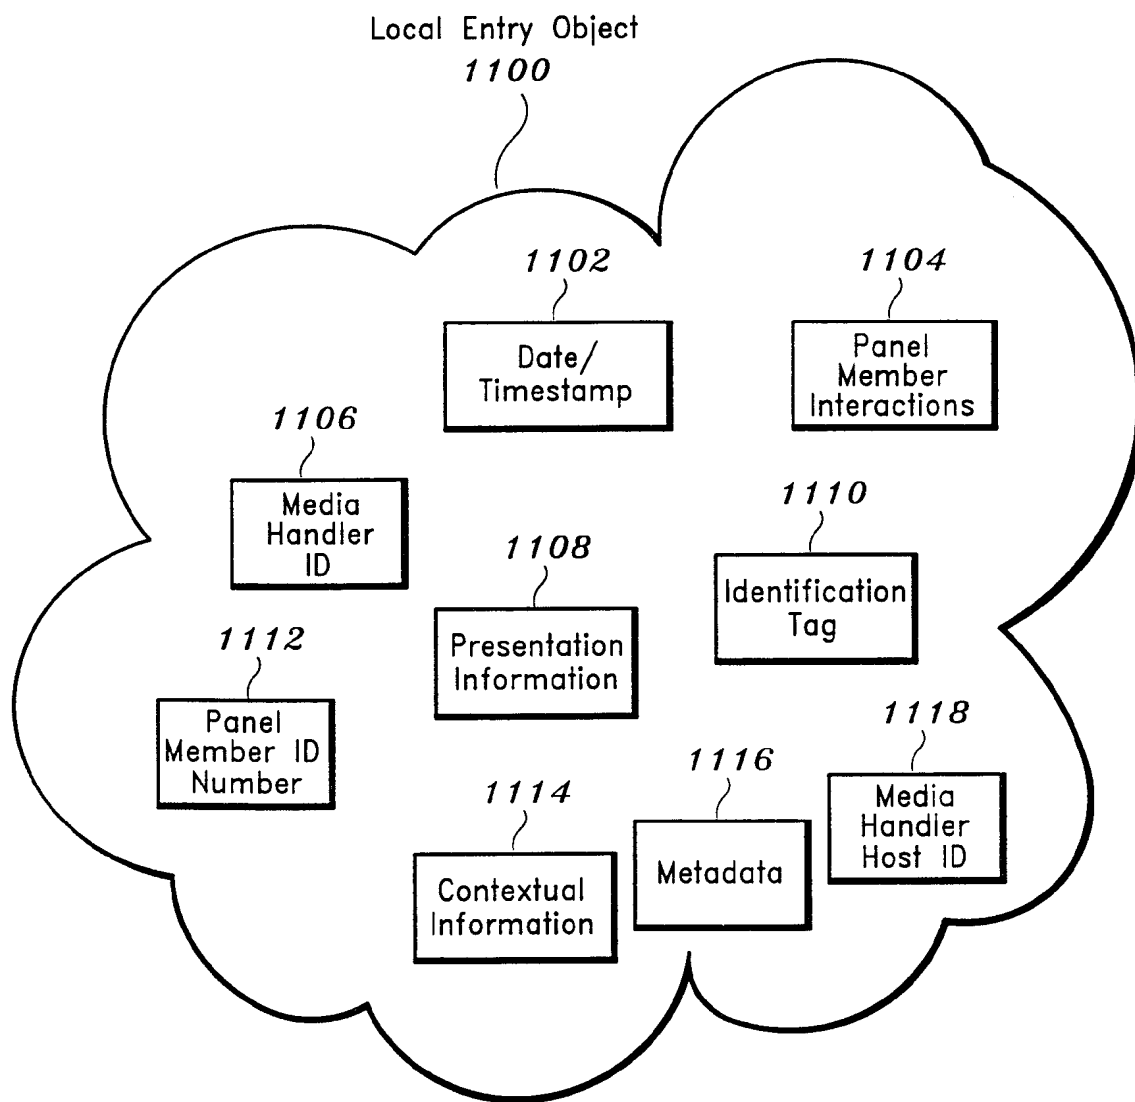 Local Entry Object
1100
1102
Date/
Timestamp
1104
Panel
Member
Interactions
1106
Media
Handler
ID
1110
Identification
Tag
1108
Presentation
Information
1112
Panel
Member ID
Number
1118
Media
Handler
Host ID
1116
Metadata
1114
Contextual
Information